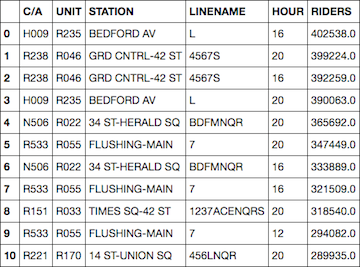 C/A UNIT STATION LINENAME HOUR RIDERS
0 H009 R235 BEDFORD AV L 16 402538.0
1 R238 R046 GRD CNTRL-42 ST 4567S 20 399224.0
2 R238 R046 GRD CNTRL-42 ST 4567S 16 392259.0
3 H009 R235 BEDFORD AV L 20 390063.0
4 N506 R022 34 ST-HERALD SQ BDFMNQR 20 365692.0
5 R533 R055 FLUSHING-MAIN 7 20 347449.0
6 N506 R022 34 ST-HERALD SQ BDFMNQR 16 333889.0
7 R533 R055 FLUSHING-MAIN 7 16 321509.0
8 R151 R033 TIMES SQ-42 ST 1237ACENQRS 20 318540.0
9 R533 R055 FLUSHING-MAIN 7 12 294082.0
10 R221 R170 14 ST-UNION SQ 456LNQR 20 289935.0